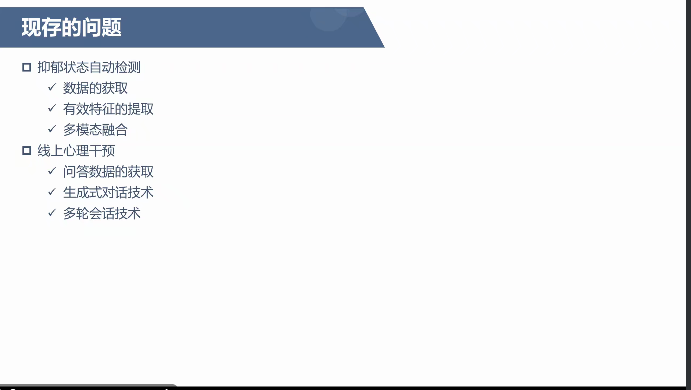 现存的问题
抑郁状态自动检测
数据的获取
有效特征的提取
多模态融合
线上心理干预
问答数据的获取
生成式对话技术
多轮会话技术